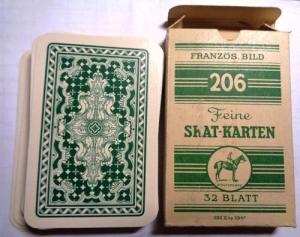 FRANZÖS. BILD
206
Feine
SKAT-KARTEN
32 BLATT